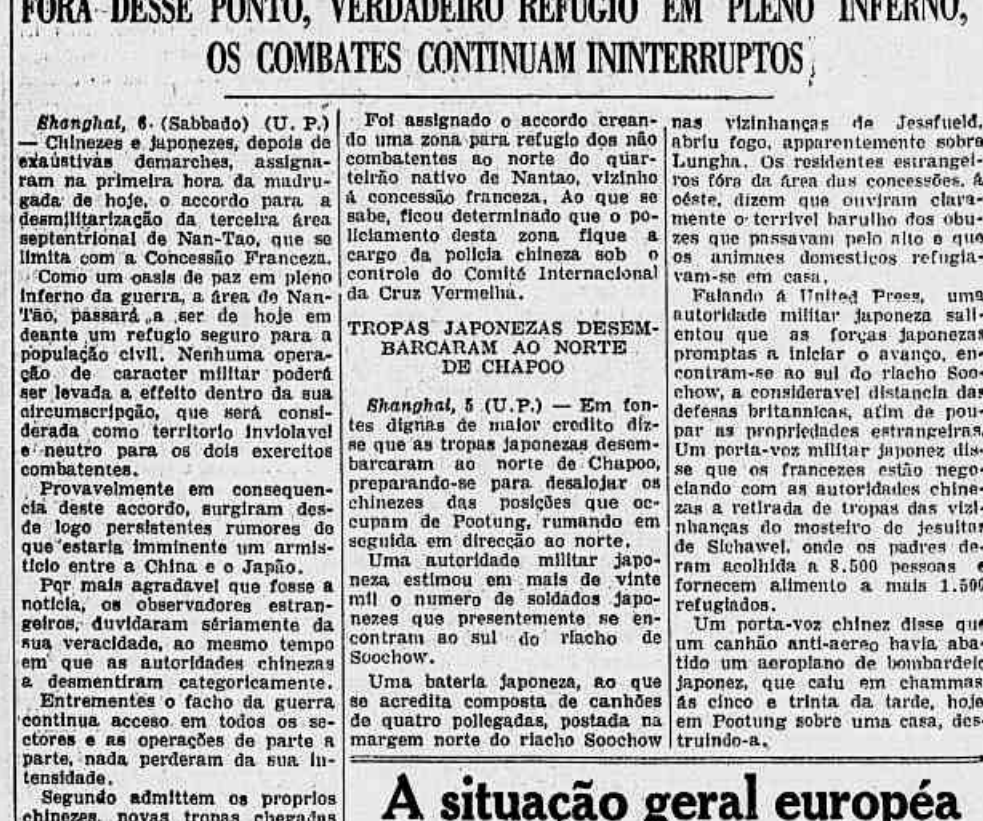 FÓRA DESSE PONTO, VERDADEIRO REFUGIO EM PLENO INFERNO,
OS COMBATES CONTINUAM ININTERRUPTOS
Shanghai, 6. (Sabbado) (U. P.)
— Chinezes e japonezes, depois de
exaustivas demarches, assigna-
ram na primeira hora da madru-
gada de hoje, o accordo para a
desmilitarização da terceira área
septentrional de Nan-Tao, que se
limita com a Concessão Franceza.
Como um oasis de paz em pleno
inferno da guerra, a área de Nan-
Tão, passará a ser de hoje em
deante um refugio seguro para a
população civil. Nenhuma opera-
ção de caracter militar poderá
ser levada a effeito dentro da sua
circumscripção, que será consi-
derada como territorio inviolavel
e neutro para os dois exercitos
combatentes.
Provavelmente em consequen-
cia deste accordo, surgiram des-
de logo persistentes rumores de
que estaria imminente um armis-
ticio entre a China e o Japão.
Por mais agradavel que fosse a
noticia, os observadores estran-
geiros, duvidaram sériamente da
sua veracidade, ao mesmo tempo
em que as autoridades chinezas
a desmentiram categoricamente.
Entrementes o facho da guerra
continua acceso em todos os se-
ctores e as operações de parte a
parte, nada perderam da sua in-
tensidade.
Segundo admittem os proprios
chinezes, novas tropas chegadas
Foi assignado o accordo crean-
do uma zona para refugio dos não
combatentes ao norte do quar-
teirão nativo de Nantao, vizinho
á concessão franceza. Ao que se
sabe, ficou determinado que o po-
liciamento desta zona fique a
cargo da policia chineza sob o
controle do Comité Internacional
da Cruz Vermelha.
TROPAS JAPONEZAS DESEM-
BARCARAM AO NORTE
DE CHAPOO
Shanghai, 5 (U.P.) — Em fon-
tes dignas de maior credito diz-
se que as tropas japonezas desem-
barcaram ao norte de Chapoo,
preparando-se para desalojar os
chinezes das posições que oc-
cupam de Pootung, rumando em
seguida em direcção ao norte.
Uma autoridade militar japo-
neza estimou em mais de vinte
mil o numero de soldados japo-
nezes que presentemente se en-
contram ao sul do riacho de
Soochow.
Uma bateria japoneza, ao que
se acredita composta de canhões
de quatro pollegadas, postada na
margem norte do riacho Soochow
nas vizinhanças de Jessfield,
abriu fogo, apparentemente sobre
Lungha. Os residentes estrangei-
ros fóra da área das concessões, á
oéste, dizem que ouviram clara-
mente o terrivel barulho dos obu-
zes que passavam pelo alto e que
os animaes domesticos refugia-
vam-se em casa.
Falando á United Press, uma
autoridade militar japoneza sali-
entou que as forças japonezas
promptas a iniciar o avanço, en-
contram-se ao sul do riacho Soo-
chow, a consideravel distancia das
defesas britannicas, afim de pou-
par as propriedades estrangeiras.
Um porta-voz militar japonez dis-
se que os francezes estão nego-
ciando com as autoridades chine-
zas a retirada de tropas das vizi-
nhanças do mosteiro de jesuitas
de Sichawei, onde os padres de-
ram acolhida a 8.500 pessoas e
fornecem alimento a mais 1.500
refugiados.
Um porta-voz chinez disse que
um canhão anti-aereo havia aba-
tido um aeroplano de bombardeio
japonez, que caiu em chammas
ás cinco e trinta da tarde, hoje
em Pootung sobre uma casa, des-
truindo-a.
A situação geral européa